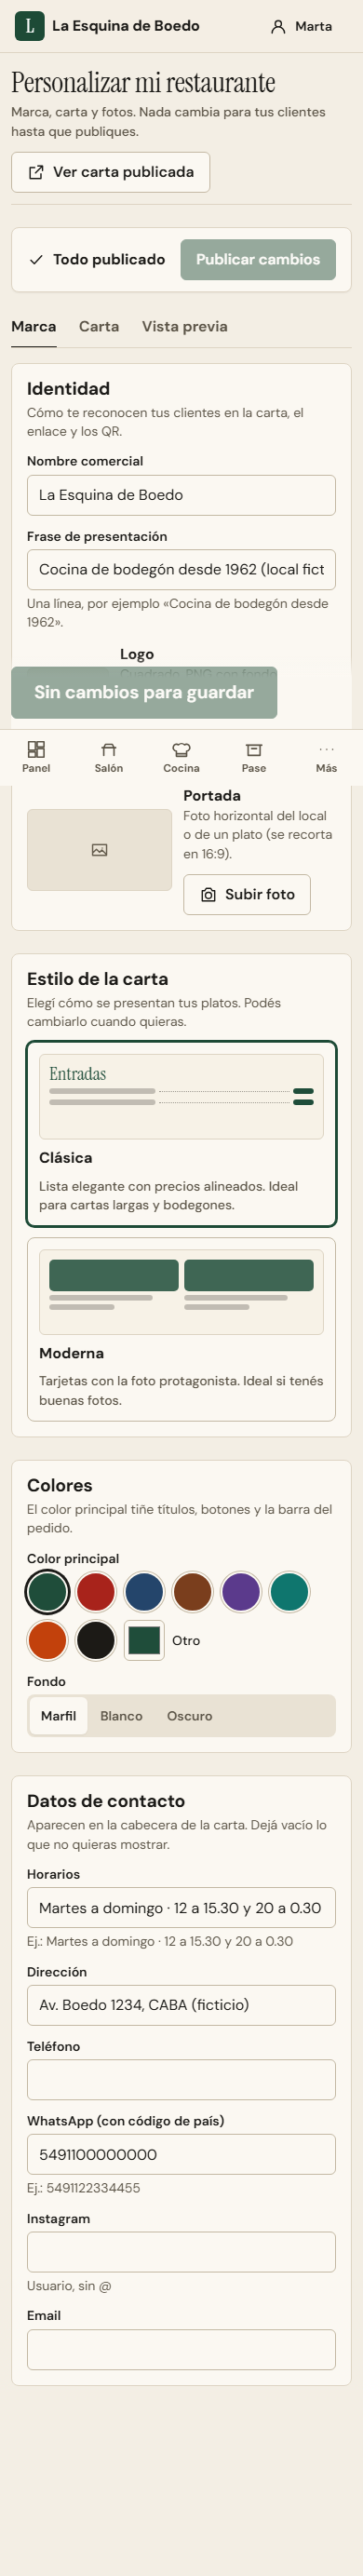 L La Esquina de Boedo Marta
Personalizar mi restaurante
Marca, carta y fotos. Nada cambia para tus clientes
hasta que publiques.
Ver carta publicada
Todo publicado Publicar cambios
Marca Carta Vista previa
Identidad
Cómo te reconocen tus clientes en la carta, el
enlace y los QR.
Nombre comercial
La Esquina de Boedo
Frase de presentación
Cocina de bodegón desde 1962 (local fict
Una línea, por ejemplo «Cocina de bodegón desde
1962».
Logo
Cuadrado, PNG con fondo
Sin cambios para guardar
Panel Salón Cocina Pase Más
Portada
Foto horizontal del local
o de un plato (se recorta
en 16:9).
Subir foto
Estilo de la carta
Elegí cómo se presentan tus platos. Podés
cambiarlo cuando quieras.
Entradas
Clásica
Lista elegante con precios alineados. Ideal
para cartas largas y bodegones.
Moderna
Tarjetas con la foto protagonista. Ideal si tenés
buenas fotos.
Colores
El color principal tiñe títulos, botones y la barra del
pedido.
Color principal
Otro
Fondo
Marfil Blanco Oscuro
Datos de contacto
Aparecen en la cabecera de la carta. Dejá vacío lo
que no quieras mostrar.
Horarios
Martes a domingo · 12 a 15.30 y 20 a 0.30
Ej.: Martes a domingo · 12 a 15.30 y 20 a 0.30
Dirección
Av. Boedo 1234, CABA (ficticio)
Teléfono
WhatsApp (con código de país)
5491100000000
Ej.: 5491122334455
Instagram
Usuario, sin @
Email